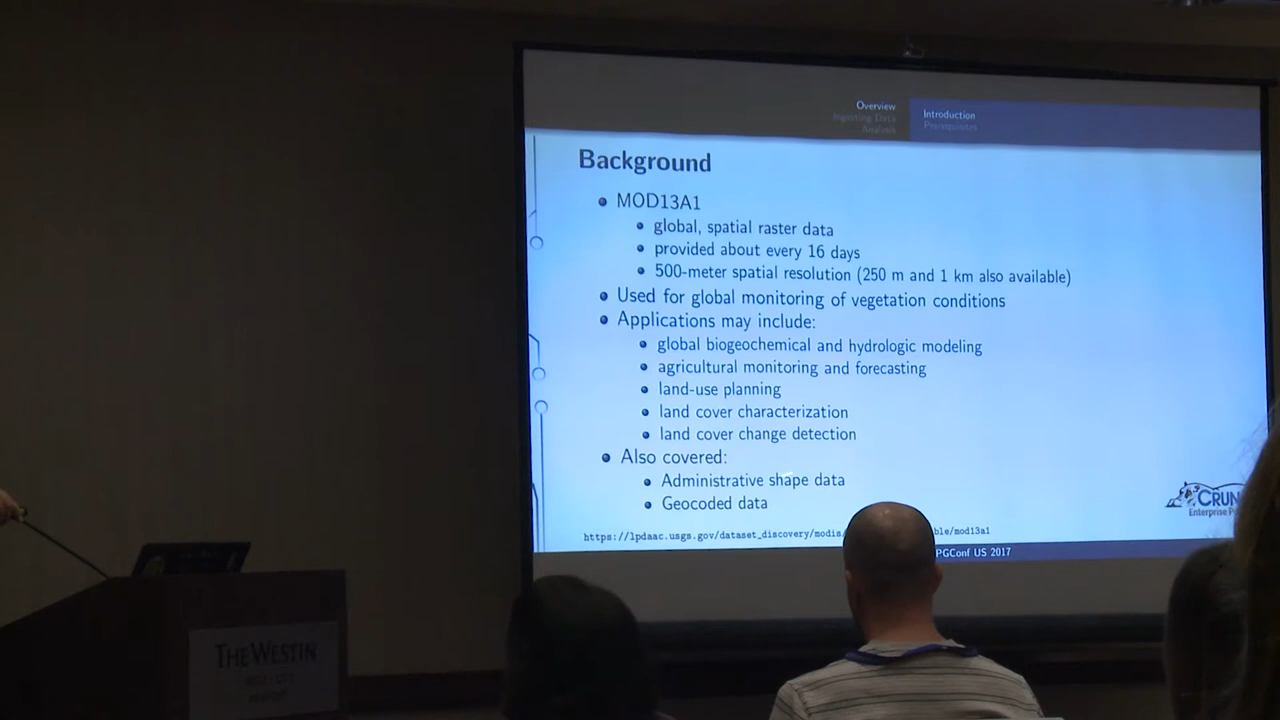 Overview
Ingesting Data
Analysis
Introduction
Prerequisites
Background
MOD13A1
global, spatial raster data
provided about every 16 days
500-meter spatial resolution (250 m and 1 km also available)
Used for global monitoring of vegetation conditions
Applications may include:
global biogeochemical and hydrologic modeling
agricultural monitoring and forecasting
land-use planning
land cover characterization
land cover change detection
Also covered:
Administrative shape data
Geocoded data
CRUN
Enterprise
https://lpdaac.usgs.gov/dataset_discovery/modis ble/mod13a1
PGConf US 2017
THE WESTIN